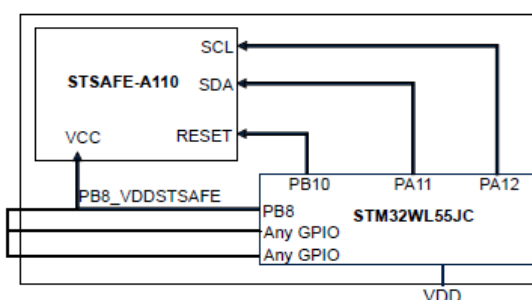 SCL
STSAFE-A110
SDA
VCC
RESET
PB10
PA11
PA12
PB8_VDDSTSAFE
PB8
STM32WL55JC
Any GPIO
Any GPIO
VDD